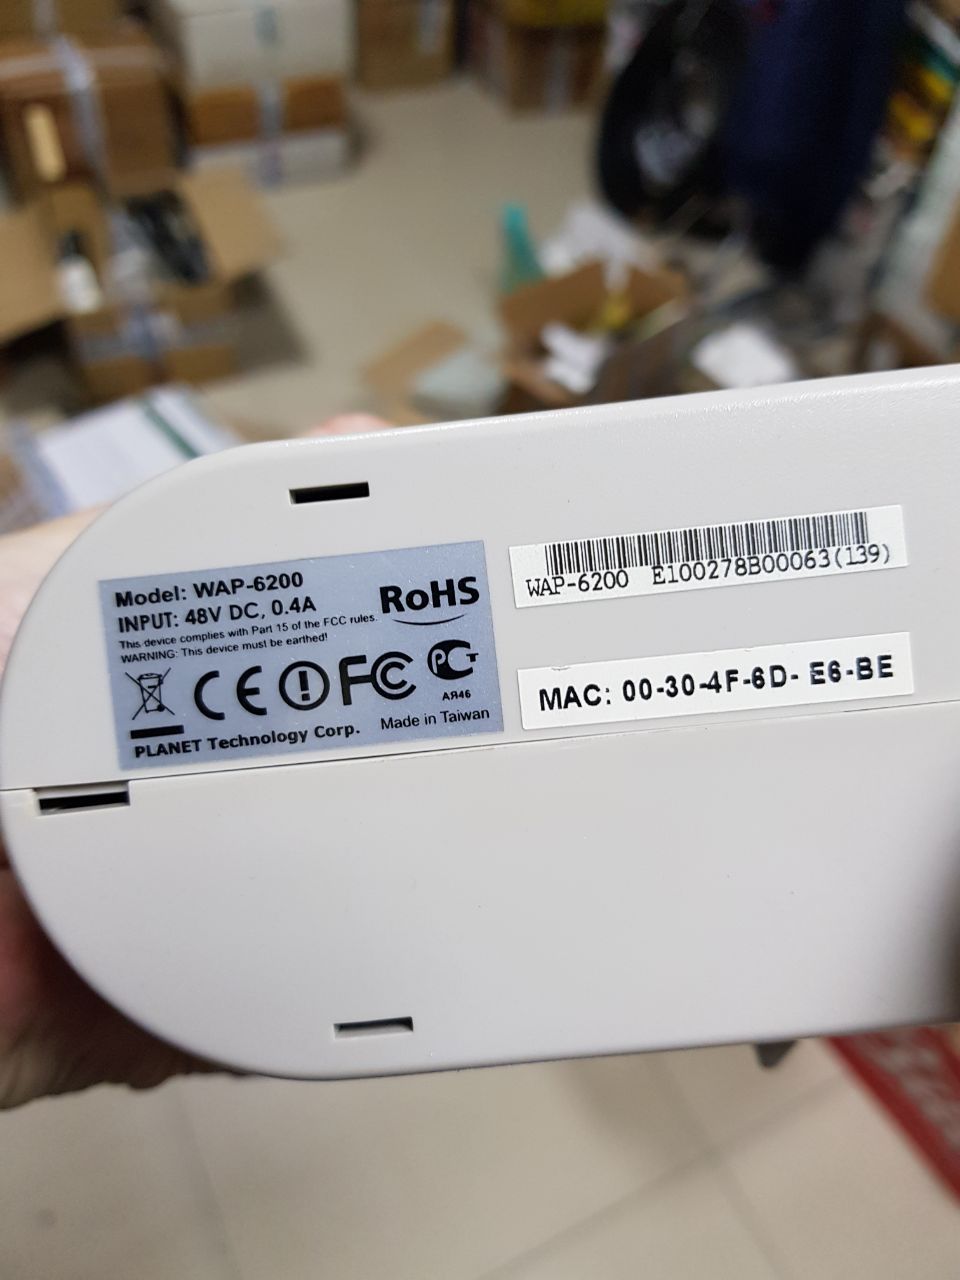 Model: WAP-6200
INPUT: 48V DC, 0.4A
RoHS
This device complies with Part 15 of the FCC rules.
WARNING: This device must be earthed!
CE FC PCT
АЯ46
PLANET Technology Corp. Made in Taiwan
WAP-6200 E100278B00063(139)
MAC: 00-30-4F-6D- E6-BE